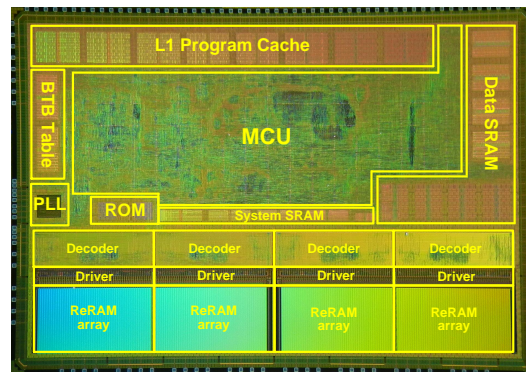 L1 Program Cache
BTB Table
MCU
Data SRAM
PLL
ROM
System SRAM
Decoder
Decoder
Decoder
Decoder
Driver
Driver
Driver
Driver
ReRAM
array
ReRAM
array
ReRAM
array
ReRAM
array